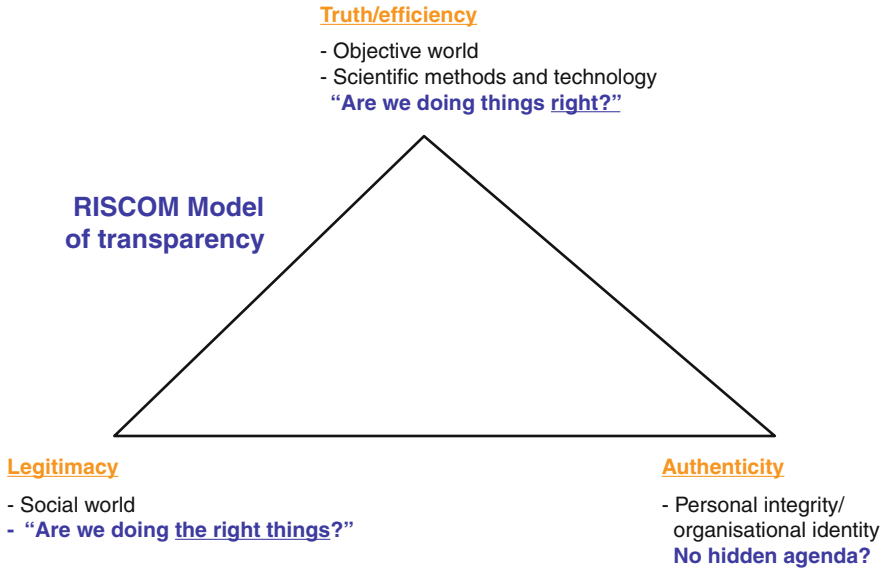 Truth/efficiency
- Objective world
- Scientific methods and technology
“Are we doing things right?”
RISCOM Model
of transparency
Legitimacy
- Social world
- “Are we doing the right things?”
Authenticity
- Personal integrity/
organisational identity
No hidden agenda?